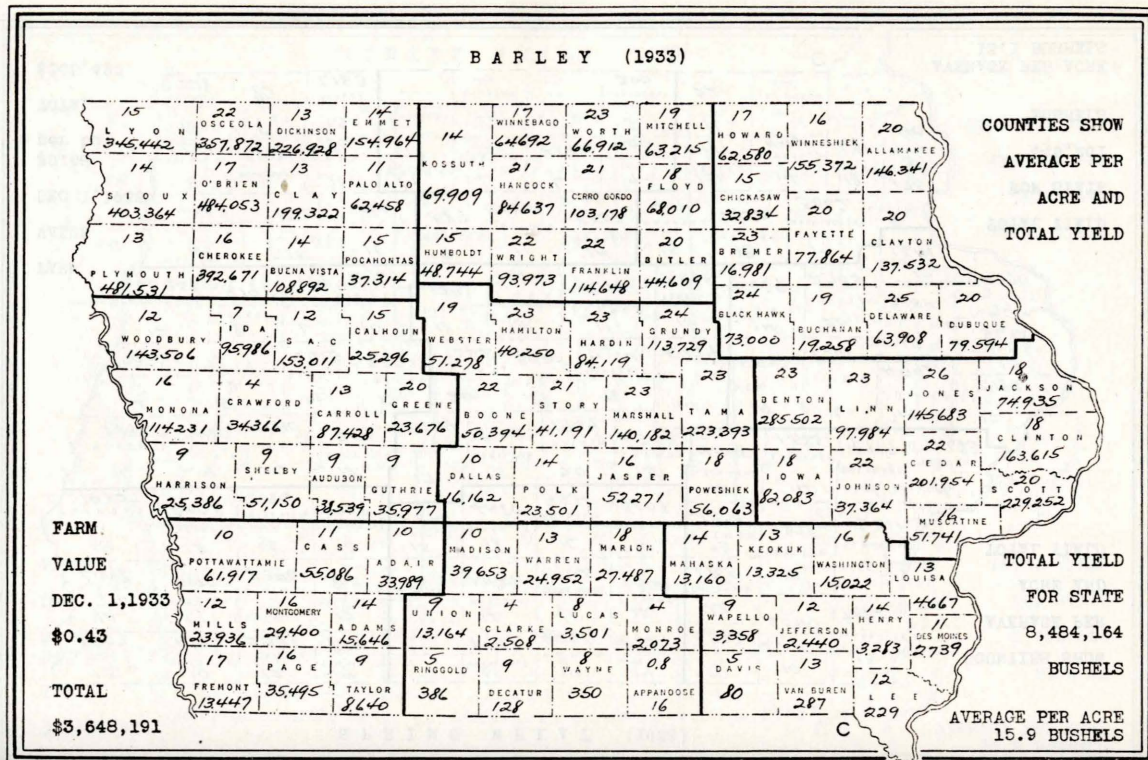 BARLEY (1933)
COUNTIES SHOW
AVERAGE PER
ACRE AND
TOTAL YIELD
15 22 13 14 14 17 23 19 17 16 20
LYON OSCEOLA DICKINSON EMMET KOSSUTH WINNEBAGO WORTH MITCHELL HOWARD WINNESHIEK ALLAMAKEE
345,442 357,872 226,928 154,964 69,909 64692 66,912 63,215 62,580 155,372 146,341
14 17 13 11 21 21 18 15
SIOUX O'BRIEN CLAY PALO ALTO HANCOCK CERRO GORDO FLOYD CHICKASAW
403,364 484,053 199,322 62,458 84,637 103,178 68,010 32,834
13 16 14 15 15 22 22 20 23 20 20
PLYMOUTH CHEROKEE BUENA VISTA POCAHONTAS HUMBOLDT WRIGHT FRANKLIN BUTLER BREMER FAYETTE CLAYTON
481,531 392,671 108,892 37,314 48,744 93,973 114,648 44,609 16,981 77,864 137,532
12 7 12 15 19 23 23 24 24 19 25 20
WOODBURY IDA SAC CALHOUN WEBSTER HAMILTON HARDIN GRUNDY BLACK HAWK BUCHANAN DELAWARE DUBUQUE
143,506 95,986 153,011 25,296 51,278 40,250 84,119 113,729 73,000 19,258 63,908 79,594
16 4 13 20 22 21 23 23 23 23 26 18
MONONA CRAWFORD CARROLL GREENE BOONE STORY MARSHALL TAMA BENTON LINN JONES JACKSON
114,231 34,366 87,428 23,676 50,394 41,191 140,182 223,393 285,502 97,984 145,683 74,935
9 9 9 9 10 14 16 18 18 22 22 18
HARRISON SHELBY AUDUBON GUTHRIE DALLAS POLK JASPER POWESHIEK IOWA JOHNSON CEDAR CLINTON
25,386 51,150 38,539 35,977 16,162 23,501 52,271 56,063 82,083 37,364 201,954 163,615
20
SCOTT
229,252
16
MUSCATINE
51,741
10 11 10 10 13 18 14 13 16 13
POTTAWATTAMIE CASS ADAIR MADISON WARREN MARION MAHASKA KEOKUK WASHINGTON LOUISA
61,917 55,086 33,989 39,653 24,952 27,487 13,160 13,325 15,022 4,667
12 16 14 9 4 8 4 9 12 14 11
MILLS MONTGOMERY ADAMS UNION CLARKE LUCAS MONROE WAPELLO JEFFERSON HENRY DES MOINES
23,936 29,400 15,646 13,164 2,508 3,501 2,073 3,358 2,440 3,283 2739
17 16 9 5 9 8 0.8 5 13 12
FREMONT PAGE TAYLOR RINGGOLD DECATUR WAYNE APPANOOSE DAVIS VAN BUREN LEE
13,447 35,495 8,640 386 128 350 16 80 287 229
FARM
VALUE
DEC. 1,1933
$0.43
TOTAL
$3,648,191
TOTAL YIELD
FOR STATE
8,484,164
BUSHELS
AVERAGE PER ACRE
15.9 BUSHELS
C